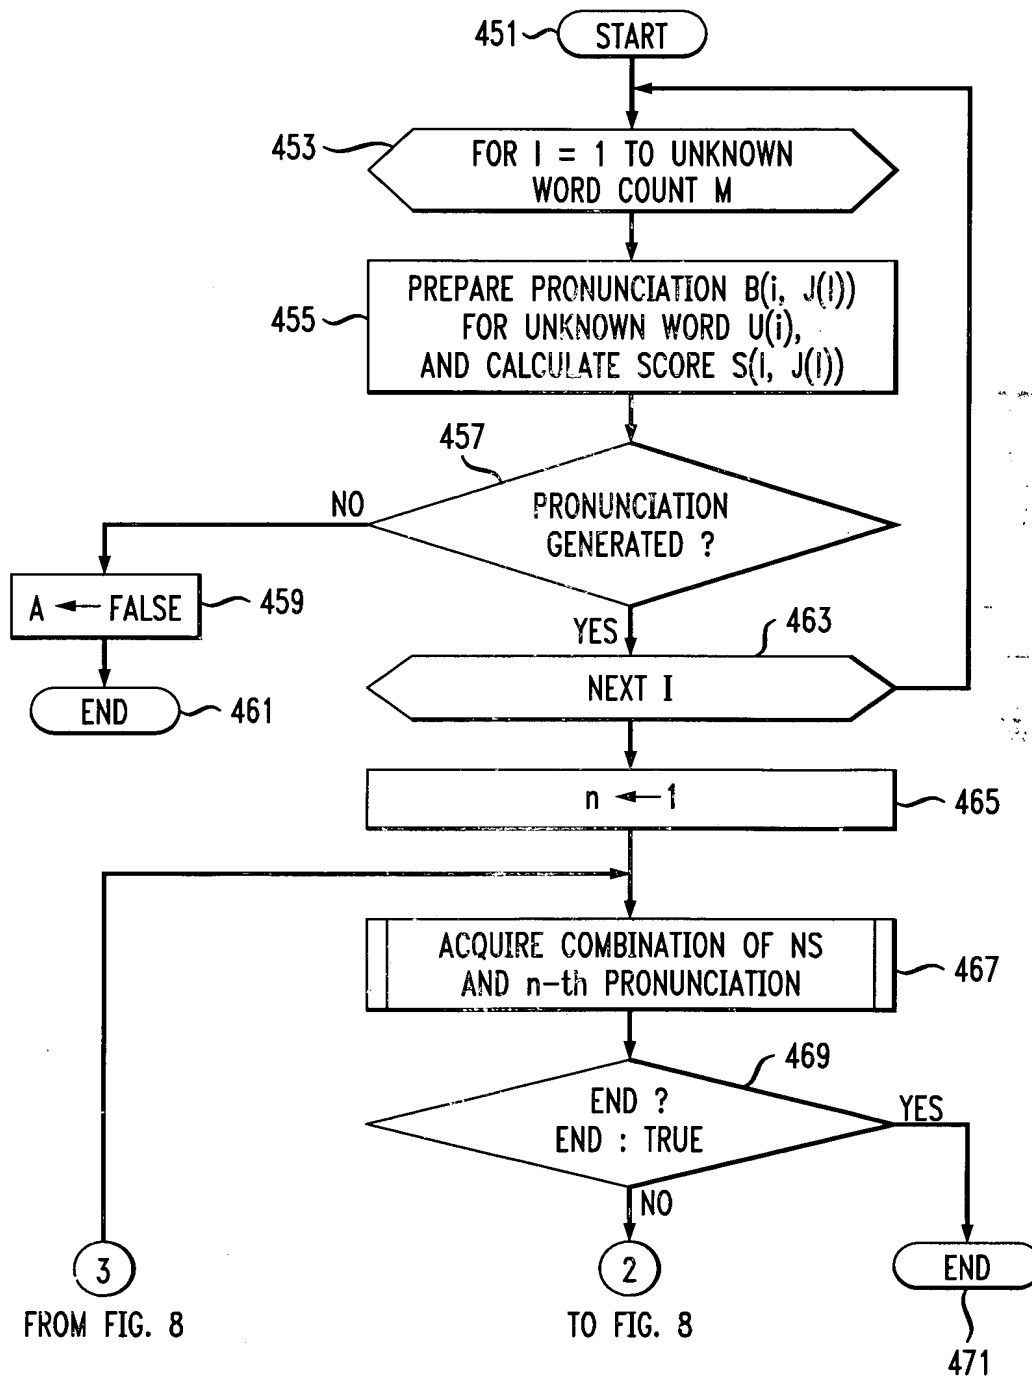 451
START
453
FOR I = 1 TO UNKNOWN
WORD COUNT M
455
PREPARE PRONUNCIATION B(i, J(I))
FOR UNKNOWN WORD U(i),
AND CALCULATE SCORE S(I, J(I))
457
NO
PRONUNCIATION
GENERATED ?
A ← FALSE
459
YES
463
END
461
NEXT I
n ← 1
465
ACQUIRE COMBINATION OF NS
AND n-th PRONUNCIATION
467
469
END ?
END : TRUE
YES
NO
3
2
END
FROM FIG. 8
TO FIG. 8
471